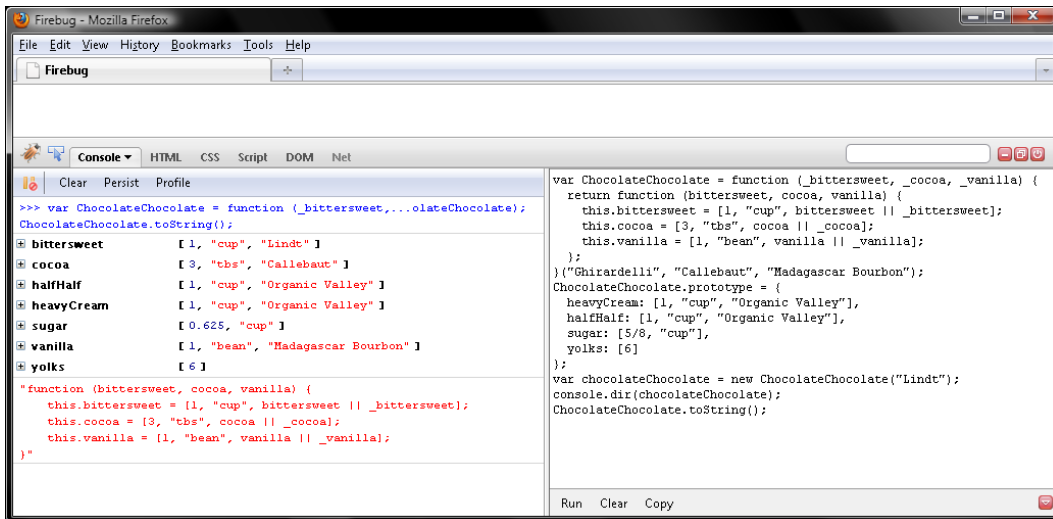 Firebug - Mozilla Firefox
File Edit View History Bookmarks Tools Help
Firebug
Console HTML CSS Script DOM Net
Clear Persist Profile
>>> var ChocolateChocolate = function (_bittersweet,...olateChocolate);
ChocolateChocolate.toString();
bittersweet [ 1, "cup", "Lindt" ]
cocoa [ 3, "tbs", "Callebaut" ]
halfHalf [ 1, "cup", "Organic Valley" ]
heavyCream [ 1, "cup", "Organic Valley" ]
sugar [ 0.625, "cup" ]
vanilla [ 1, "bean", "Madagascar Bourbon" ]
yolks [ 6 ]
"function (bittersweet, cocoa, vanilla) {
    this.bittersweet = [1, "cup", bittersweet || _bittersweet];
    this.cocoa = [3, "tbs", cocoa || _cocoa];
    this.vanilla = [1, "bean", vanilla || _vanilla];
}"
var ChocolateChocolate = function (_bittersweet, _cocoa, _vanilla) {
  return function (bittersweet, cocoa, vanilla) {
    this.bittersweet = [1, "cup", bittersweet || _bittersweet];
    this.cocoa = [3, "tbs", cocoa || _cocoa];
    this.vanilla = [1, "bean", vanilla || _vanilla];
  };
}("Ghirardelli", "Callebaut", "Madagascar Bourbon");
ChocolateChocolate.prototype = {
  heavyCream: [1, "cup", "Organic Valley"],
  halfHalf: [1, "cup", "Organic Valley"],
  sugar: [5/8, "cup"],
  yolks: [6]
};
var chocolateChocolate = new ChocolateChocolate("Lindt");
console.dir(chocolateChocolate);
ChocolateChocolate.toString();
Run Clear Copy